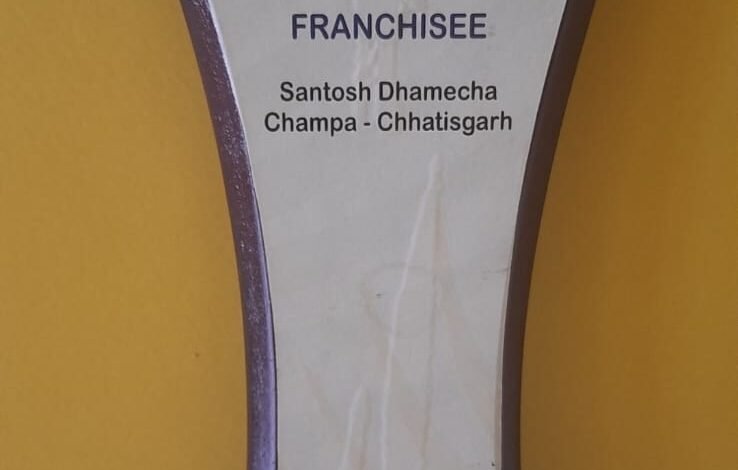 FRANCHISEE
Santosh Dhamecha
Champa - Chhatisgarh